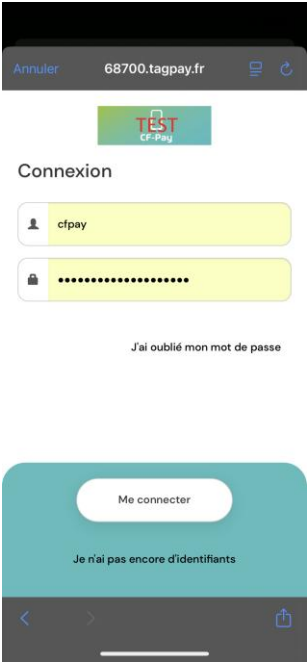 Annuler
68700.tagpay.fr
TEST
CF-Pay
Connexion
cfpay
J'ai oublié mon mot de passe
Me connecter
Je n'ai pas encore d'identifiants